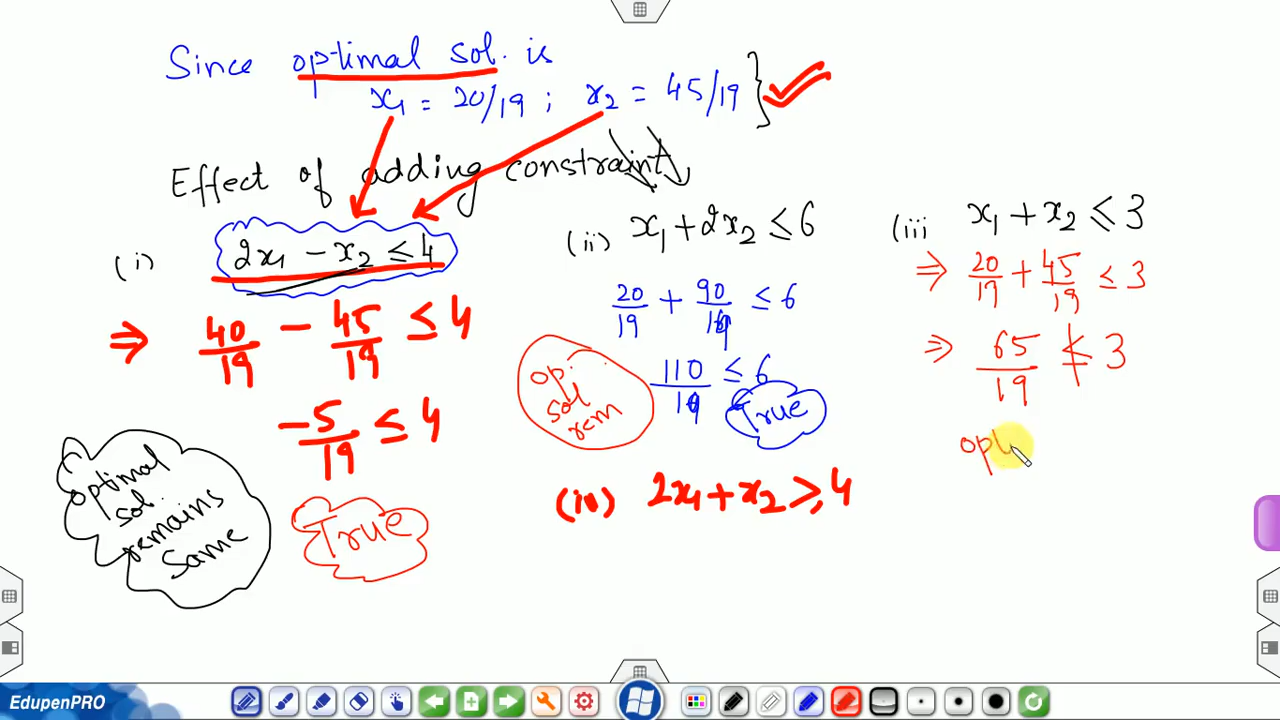 Since optimal sol. is
x₁ = 20/19 ; x₂ = 45/19 }
Effect of adding constraint
(i) 2x₁ − x₂ ≤ 4
⇒ 40/19 − 45/19 ≤ 4
−5/19 ≤ 4
optimal
sol.
remains
same
True
(ii) x₁ + 2x₂ ≤ 6
20/19 + 90/19 ≤ 6
110/19 ≤ 6
op.
sol
rem
True
(iii) x₁ + x₂ ≤ 3
⇒ 20/19 + 45/19 ≤ 3
⇒ 65/19 ≰ 3
opt
(iv) 2x₁ + x₂ ≥ 4
EdupenPRO